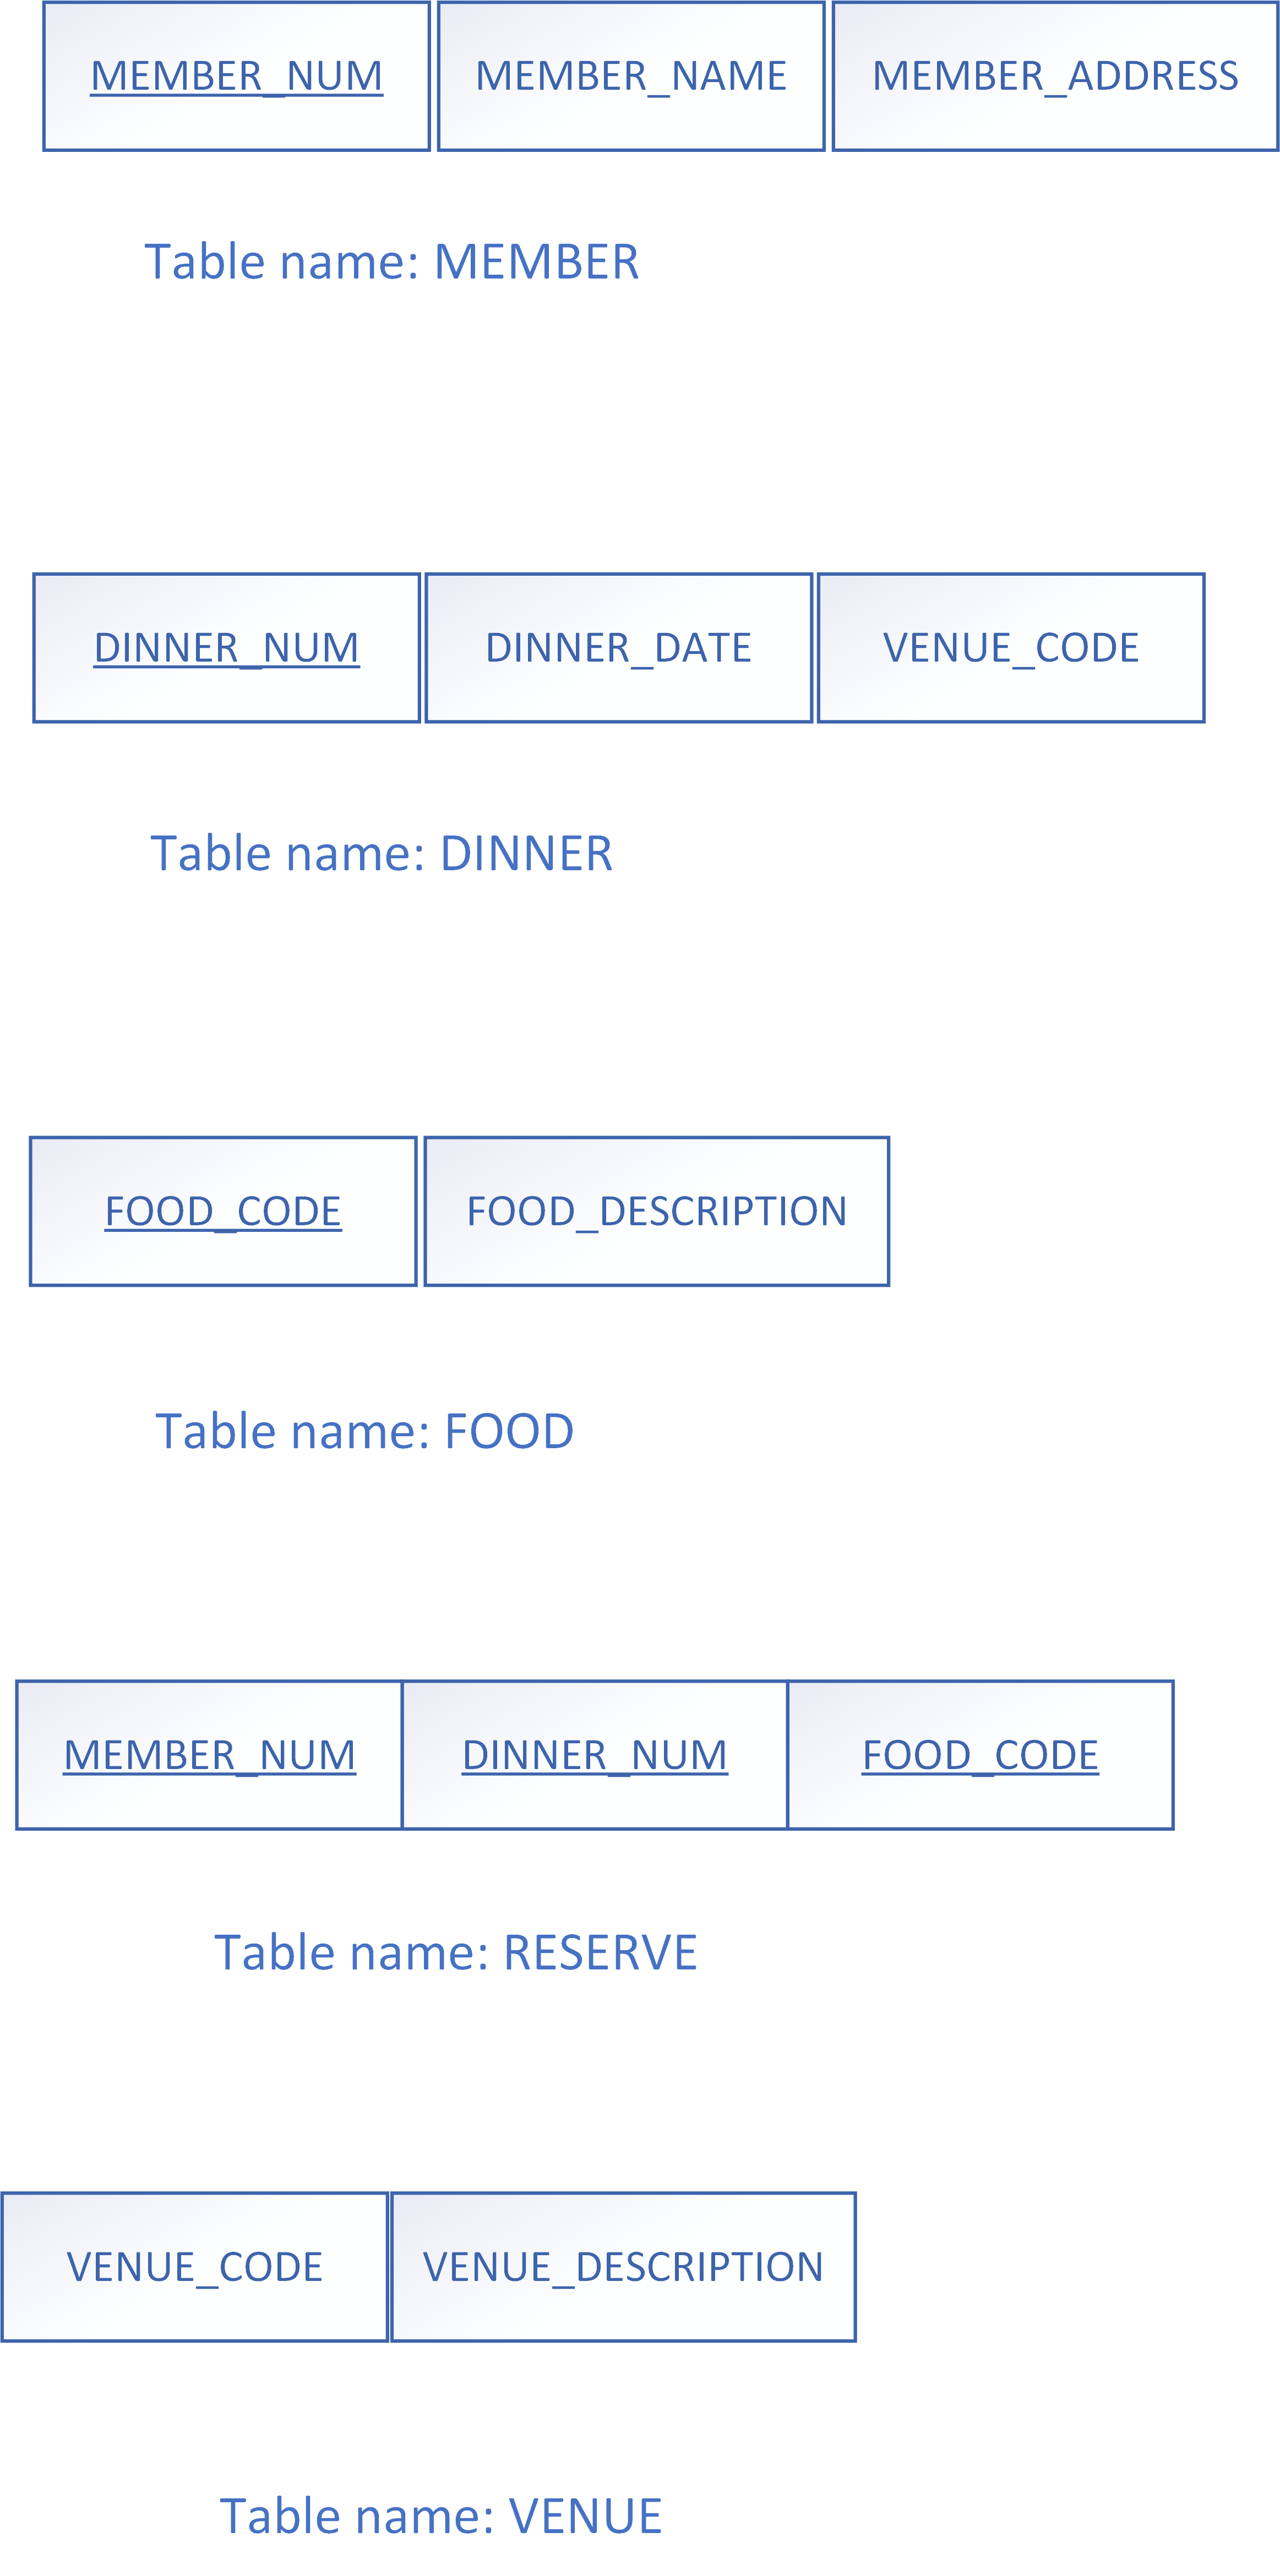 MEMBER_NUM MEMBER_NAME MEMBER_ADDRESS
Table name: MEMBER
DINNER_NUM DINNER_DATE VENUE_CODE
Table name: DINNER
FOOD_CODE FOOD_DESCRIPTION
Table name: FOOD
MEMBER_NUM DINNER_NUM FOOD_CODE
Table name: RESERVE
VENUE_CODE VENUE_DESCRIPTION
Table name: VENUE